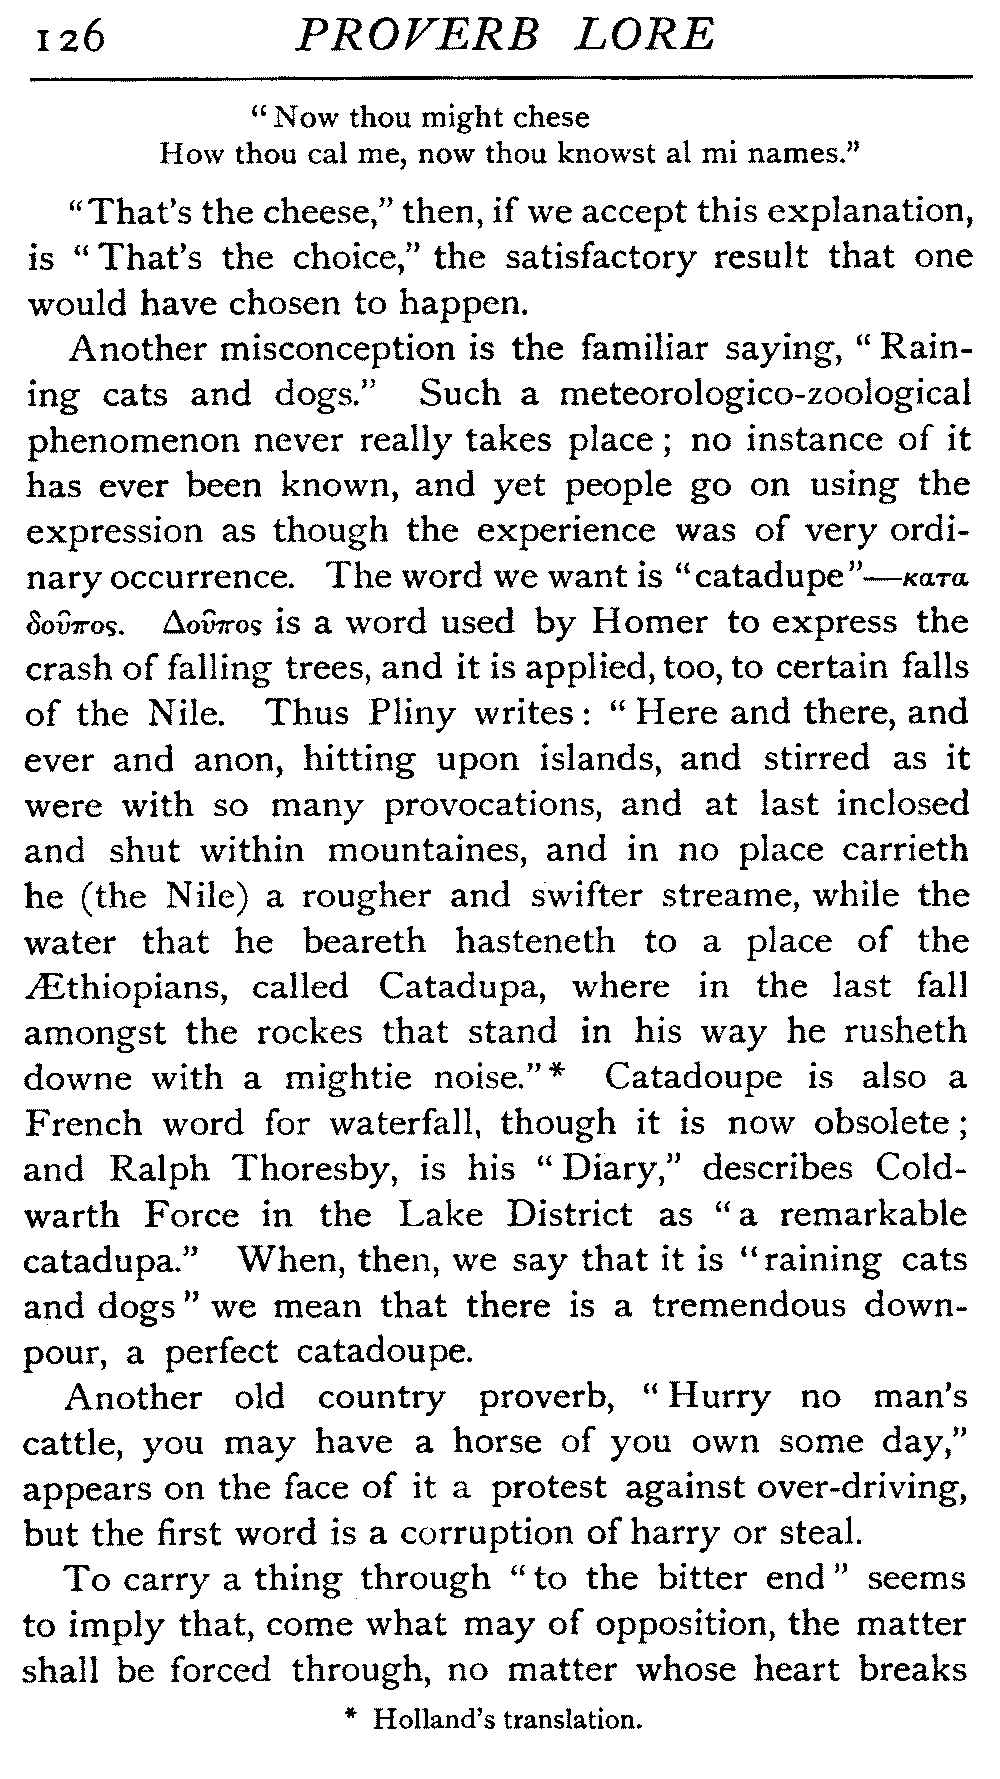 126 PROVERB LORE
“Now thou might chese
How thou cal me, now thou knowst al mi names.”
“That's the cheese,” then, if we accept this explanation,
is “That's the choice,” the satisfactory result that one
would have chosen to happen.
Another misconception is the familiar saying, “Rain-
ing cats and dogs.” Such a meteorologico-zoological
phenomenon never really takes place; no instance of it
has ever been known, and yet people go on using the
expression as though the experience was of very ordi-
nary occurrence. The word we want is “catadupe”—κατα
δοῦπος. Δοῦπος is a word used by Homer to express the
crash of falling trees, and it is applied, too, to certain falls
of the Nile. Thus Pliny writes: “Here and there, and
ever and anon, hitting upon islands, and stirred as it
were with so many provocations, and at last inclosed
and shut within mountaines, and in no place carrieth
he (the Nile) a rougher and swifter streame, while the
water that he beareth hasteneth to a place of the
Æthiopians, called Catadupa, where in the last fall
amongst the rockes that stand in his way he rusheth
downe with a mightie noise.”* Catadoupe is also a
French word for waterfall, though it is now obsolete;
and Ralph Thoresby, is his “Diary,” describes Cold-
warth Force in the Lake District as “a remarkable
catadupa.” When, then, we say that it is “raining cats
and dogs” we mean that there is a tremendous down-
pour, a perfect catadoupe.
Another old country proverb, “Hurry no man's
cattle, you may have a horse of you own some day,”
appears on the face of it a protest against over-driving,
but the first word is a corruption of harry or steal.
To carry a thing through “to the bitter end” seems
to imply that, come what may of opposition, the matter
shall be forced through, no matter whose heart breaks
* Holland's translation.